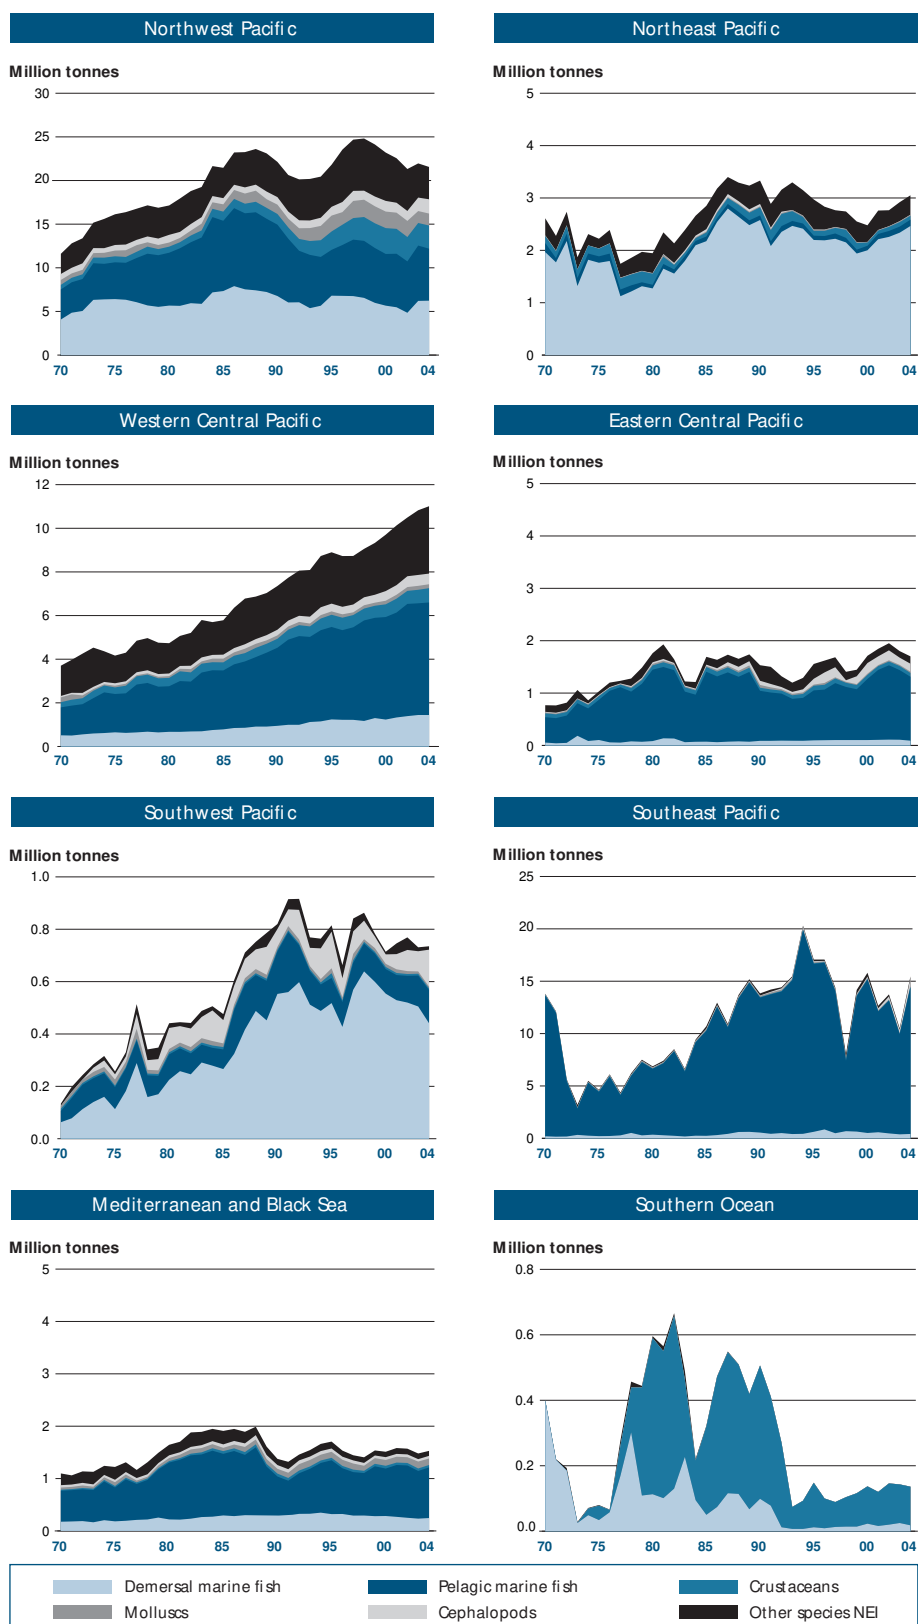 Northwest Pacific
Northeast Pacific
Million tonnes
Million tonnes
30
25
20
15
10
5
0
70 75 80 85 90 95 00 04
5
4
3
2
1
0
70 75 80 85 90 95 00 04
Western Central Pacific
Eastern Central Pacific
Million tonnes
Million tonnes
12
10
8
6
4
2
0
70 75 80 85 90 95 00 04
5
4
3
2
1
0
70 75 80 85 90 95 00 04
Southwest Pacific
Southeast Pacific
Million tonnes
Million tonnes
1.0
0.8
0.6
0.4
0.2
0.0
70 75 80 85 90 95 00 04
25
20
15
10
5
0
70 75 80 85 90 95 00 04
Mediterranean and Black Sea
Southern Ocean
Million tonnes
Million tonnes
5
4
3
2
1
0
70 75 80 85 90 95 00 04
0.8
0.6
0.4
0.2
0.0
70 75 80 85 90 95 00 04
Demersal marine fish Pelagic marine fish Crustaceans
Molluscs Cephalopods Other species NEI